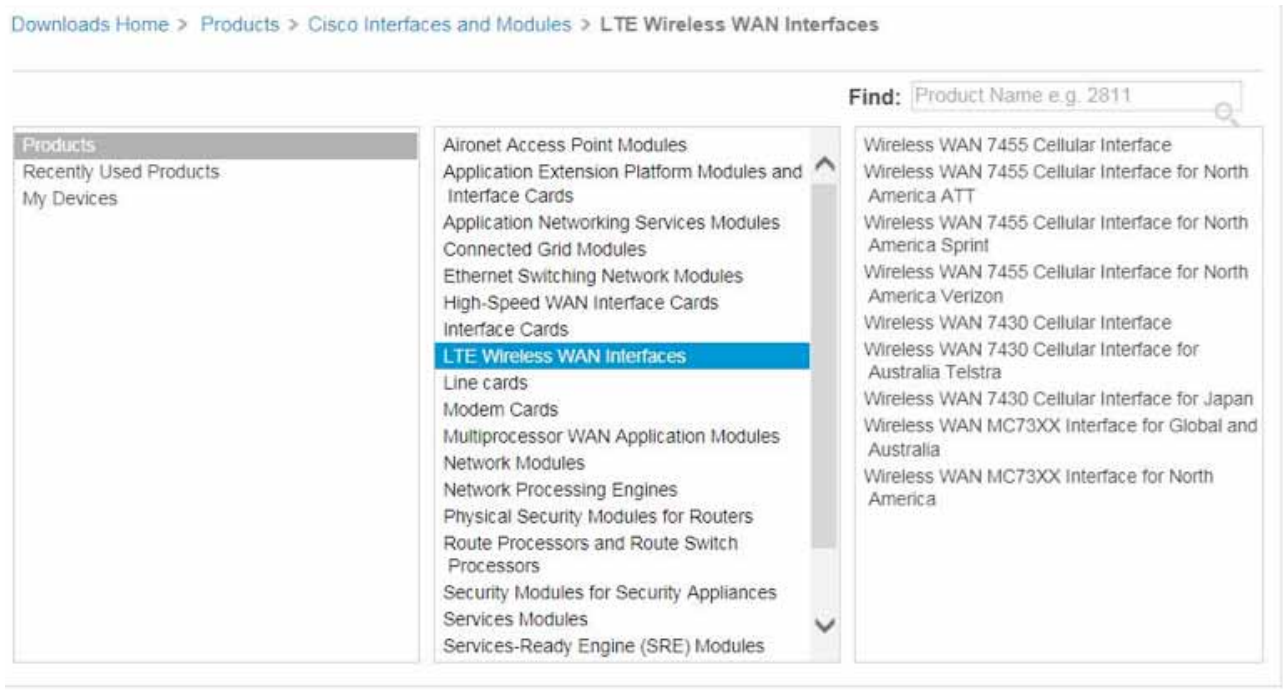 Downloads Home > Products > Cisco Interfaces and Modules > LTE Wireless WAN Interfaces
Find: Product Name e.g. 2811
Products
Recently Used Products
My Devices
Aironet Access Point Modules
Application Extension Platform Modules and
Interface Cards
Application Networking Services Modules
Connected Grid Modules
Ethernet Switching Network Modules
High-Speed WAN Interface Cards
Interface Cards
LTE Wireless WAN Interfaces
Line cards
Modem Cards
Multiprocessor WAN Application Modules
Network Modules
Network Processing Engines
Physical Security Modules for Routers
Route Processors and Route Switch
Processors
Security Modules for Security Appliances
Services Modules
Services-Ready Engine (SRE) Modules
Wireless WAN 7455 Cellular Interface
Wireless WAN 7455 Cellular Interface for North
America ATT
Wireless WAN 7455 Cellular Interface for North
America Sprint
Wireless WAN 7455 Cellular Interface for North
America Verizon
Wireless WAN 7430 Cellular Interface
Wireless WAN 7430 Cellular Interface for
Australia Telstra
Wireless WAN 7430 Cellular Interface for Japan
Wireless WAN MC73XX Interface for Global and
Australia
Wireless WAN MC73XX Interface for North
America